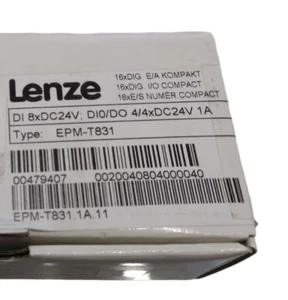 Lenze
16xDIG E/A KOMPAKT
16xDIG I/O COMPACT
16xE/S NUMER.COMPACT
DI 8xDC24V; DI0/DO 4/4xDC24V 1A
Type: EPM-T831
00479407 0020040804000040
EPM-T831.1A.11